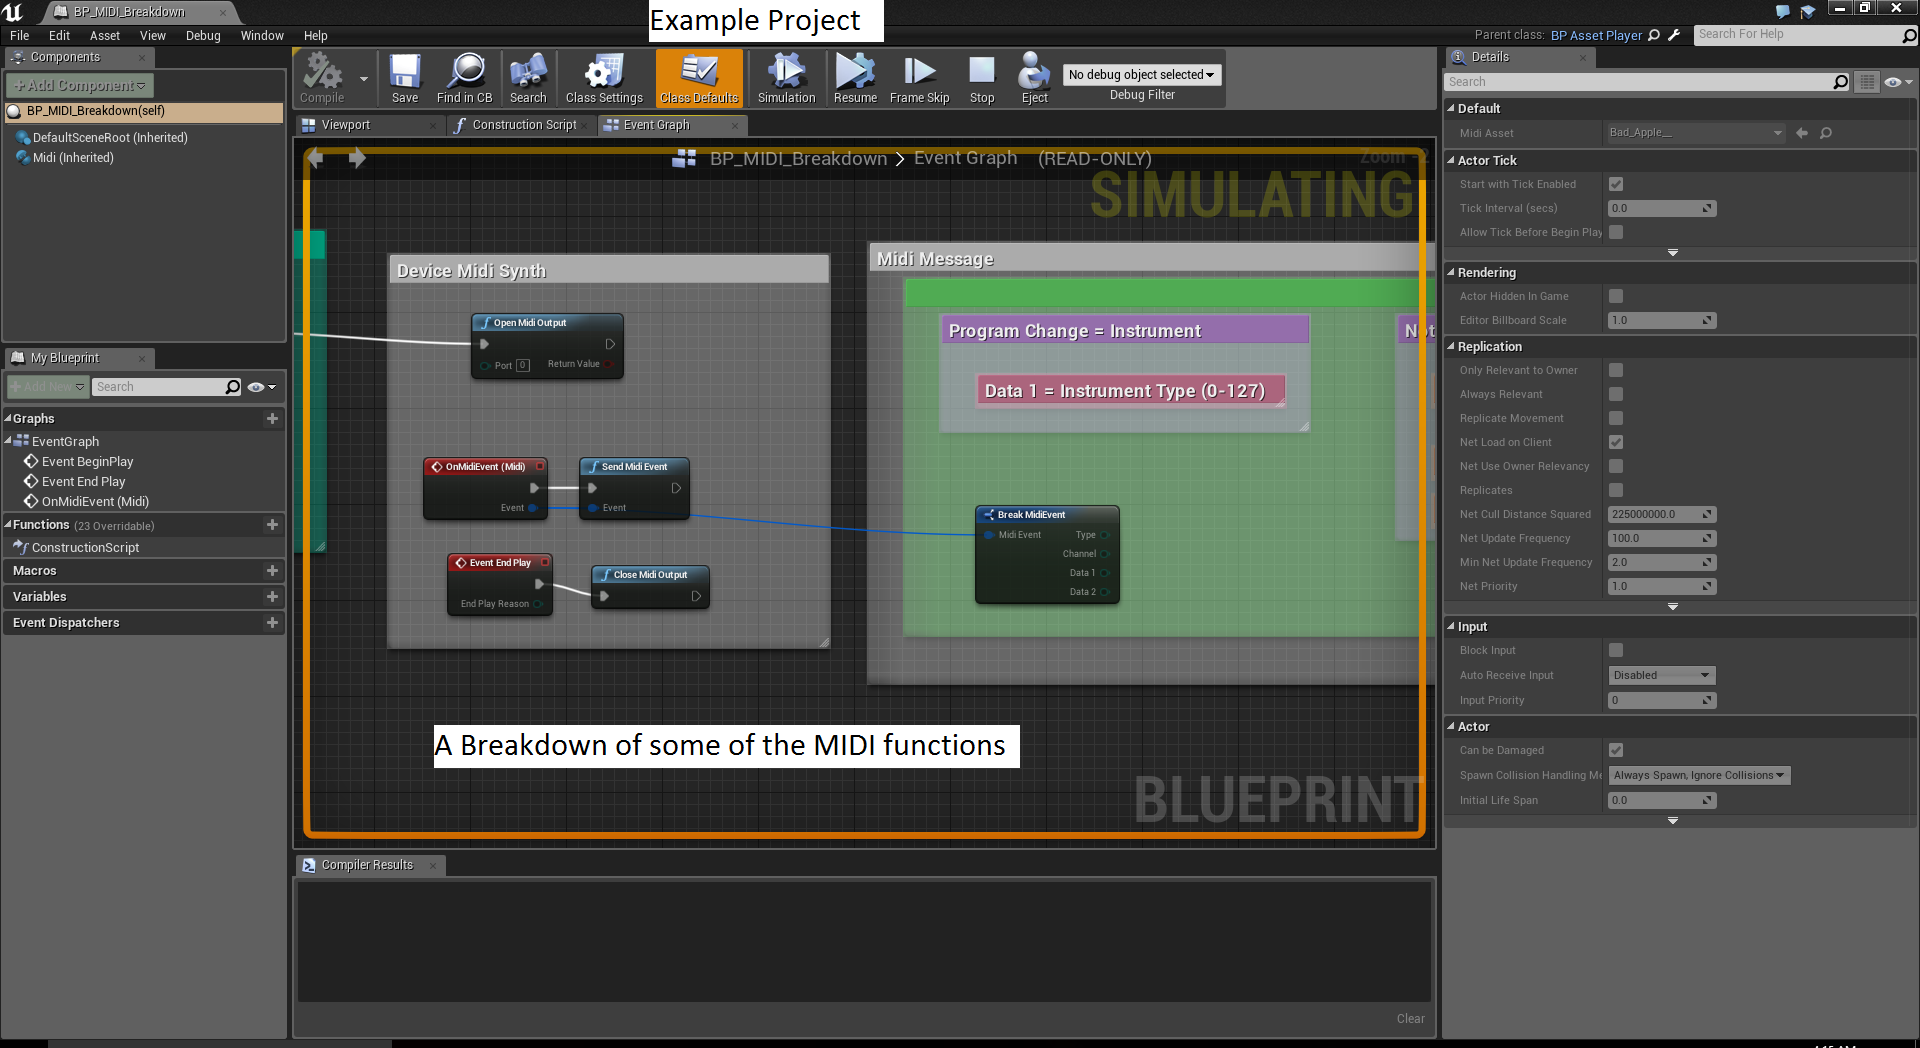 BP_MIDI_Breakdown
Example Project
File Edit Asset View Debug Window Help
Parent class: BP Asset Player
Search For Help
Components
+Add Component
BP_MIDI_Breakdown(self)
DefaultSceneRoot (Inherited)
Midi (Inherited)
My Blueprint
+Add New
Search
Graphs
EventGraph
Event BeginPlay
Event End Play
OnMidiEvent (Midi)
Functions (23 Overridable)
ConstructionScript
Macros
Variables
Event Dispatchers
Compile Save Find in CB Search Class Settings Class Defaults Simulation Resume Frame Skip Stop Eject
No debug object selected
Debug Filter
Viewport Construction Script Event Graph
BP_MIDI_Breakdown > Event Graph (READ-ONLY)
Zoom -2
SIMULATING
Device Midi Synth
Open Midi Output
Port 0 Return Value
OnMidiEvent (Midi)
Event
Send Midi Event
Event
Event End Play
End Play Reason
Close Midi Output
Midi Message
Program Change = Instrument
Data 1 = Instrument Type (0-127)
Break MidiEvent
Midi Event Type
Channel
Data 1
Data 2
A Breakdown of some of the MIDI functions
BLUEPRINT
Compiler Results
Clear
Details
Search
Default
Midi Asset Bad_Apple__
Actor Tick
Start with Tick Enabled
Tick Interval (secs) 0.0
Allow Tick Before Begin Play
Rendering
Actor Hidden In Game
Editor Billboard Scale 1.0
Replication
Only Relevant to Owner
Always Relevant
Replicate Movement
Net Load on Client
Net Use Owner Relevancy
Replicates
Net Cull Distance Squared 225000000.0
Net Update Frequency 100.0
Min Net Update Frequency 2.0
Net Priority 1.0
Input
Block Input
Auto Receive Input Disabled
Input Priority 0
Actor
Can be Damaged
Spawn Collision Handling Me Always Spawn, Ignore Collisions
Initial Life Span 0.0